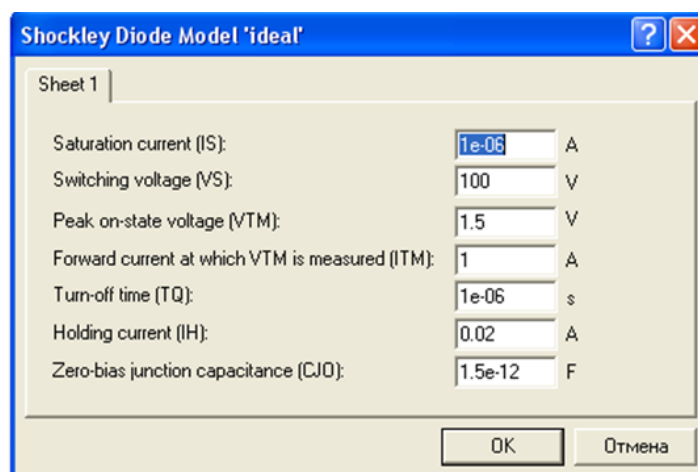 Shockley Diode Model 'ideal'
Sheet 1
Saturation current (IS): 1e-06 A
Switching voltage (VS): 100 V
Peak on-state voltage (VTM): 1.5 V
Forward current at which VTM is measured (ITM): 1 A
Turn-off time (TQ): 1e-06 s
Holding current (IH): 0.02 A
Zero-bias junction capacitance (CJO): 1.5e-12 F
OK Отмена